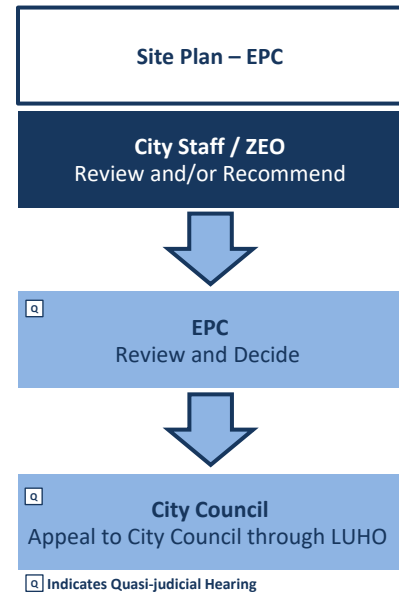 Site Plan – EPC
City Staff / ZEO
Review and/or Recommend
Q
EPC
Review and Decide
Q
City Council
Appeal to City Council through LUHO
Q Indicates Quasi-judicial Hearing